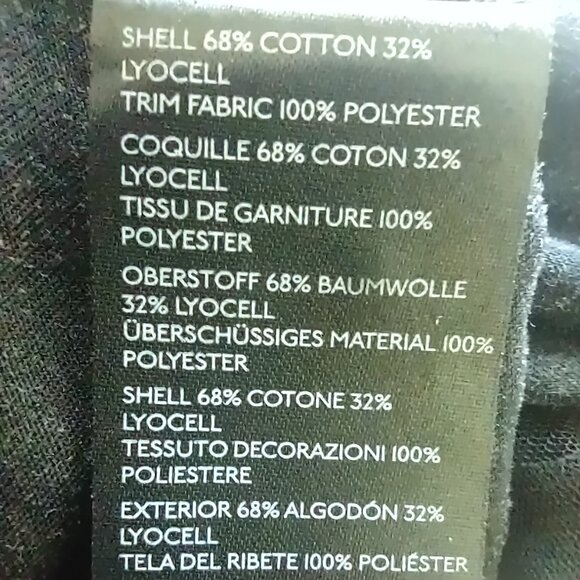 SHELL 68% COTTON 32%
LYOCELL
TRIM FABRIC 100% POLYESTER
COQUILLE 68% COTON 32%
LYOCELL
TISSU DE GARNITURE 100%
POLYESTER
OBERSTOFF 68% BAUMWOLLE
32% LYOCELL
ÜBERSCHÜSSIGES MATERIAL 100%
POLYESTER
SHELL 68% COTONE 32%
LYOCELL
TESSUTO DECORAZIONI 100%
POLIESTERE
EXTERIOR 68% ALGODÓN 32%
LYOCELL
TELA DEL RIBETE 100% POLIÉSTER